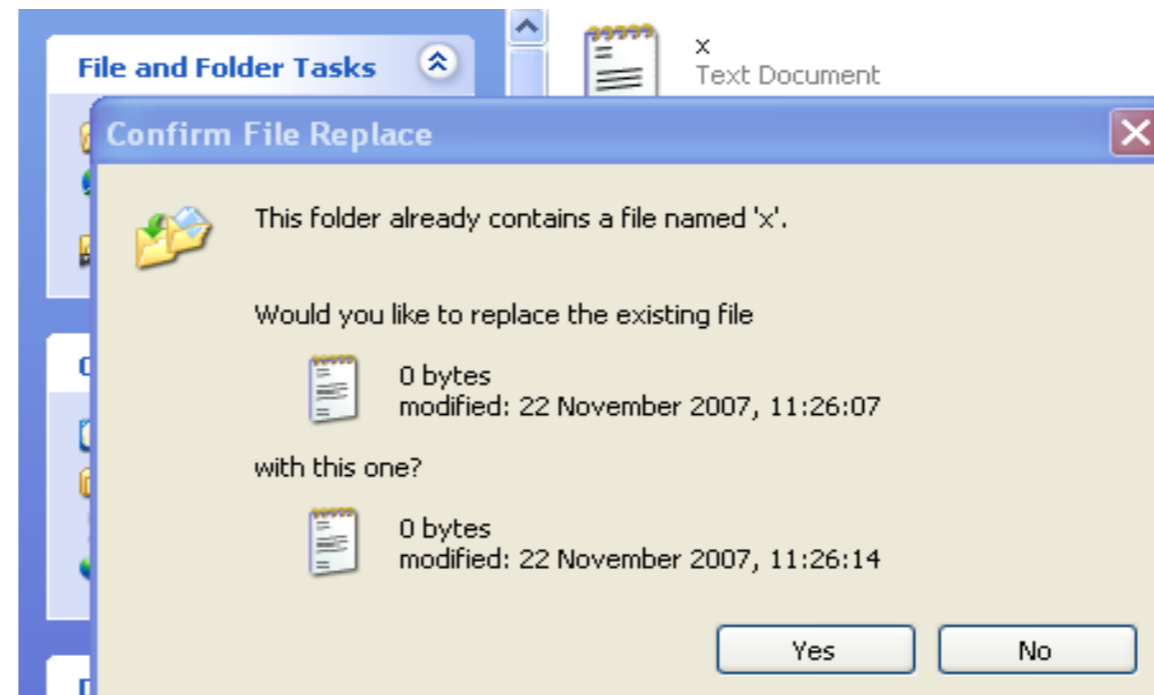 File and Folder Tasks
x
Text Document
Confirm File Replace
This folder already contains a file named 'x'.
Would you like to replace the existing file
0 bytes
modified: 22 November 2007, 11:26:07
with this one?
0 bytes
modified: 22 November 2007, 11:26:14
Yes
No